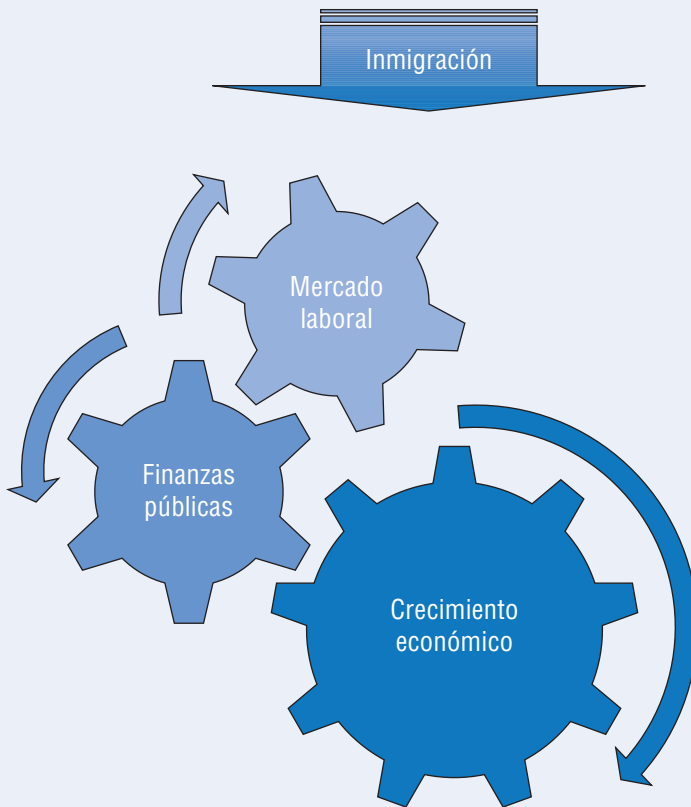 Inmigración
Mercado
laboral
Finanzas
públicas
Crecimiento
económico